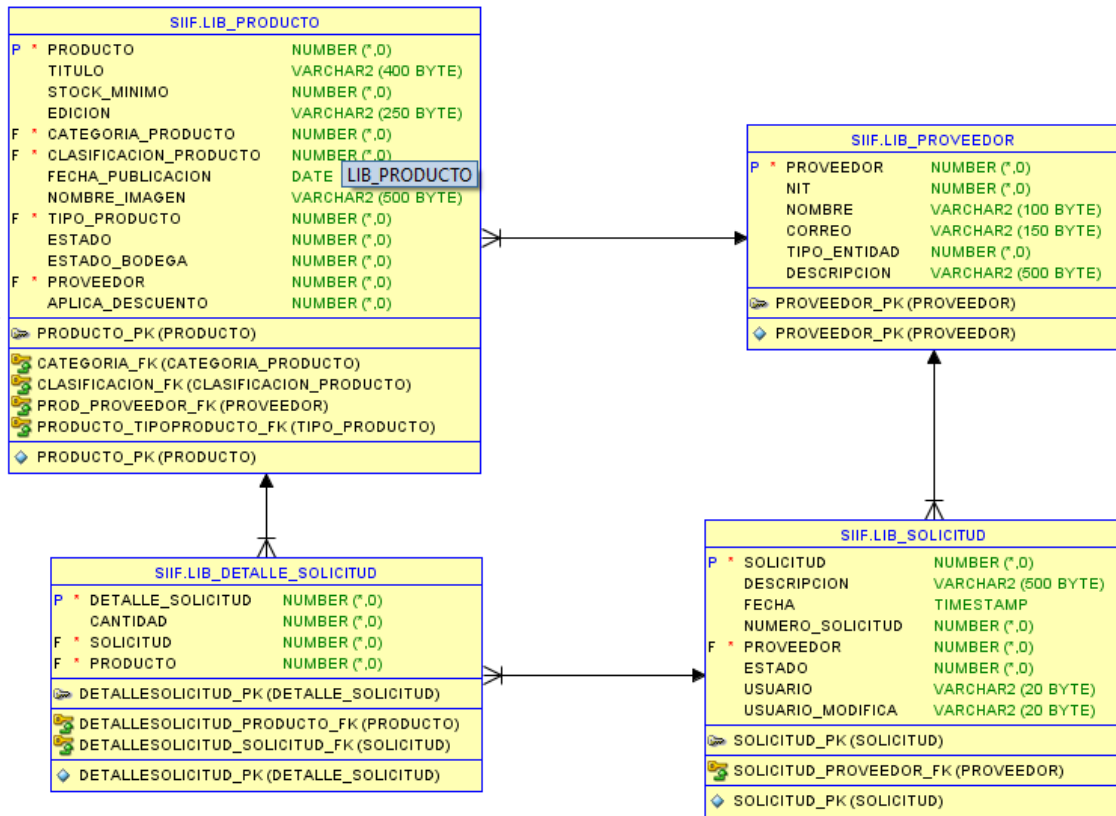 SIIF.LIB_PRODUCTO
P * PRODUCTO NUMBER (*,0)
TITULO VARCHAR2 (400 BYTE)
STOCK_MINIMO NUMBER (*,0)
EDICION VARCHAR2 (250 BYTE)
F * CATEGORIA_PRODUCTO NUMBER (*,0)
F * CLASIFICACION_PRODUCTO NUMBER (*,0)
FECHA_PUBLICACION DATE
LIB_PRODUCTO
NOMBRE_IMAGEN VARCHAR2 (500 BYTE)
F * TIPO_PRODUCTO NUMBER (*,0)
ESTADO NUMBER (*,0)
ESTADO_BODEGA NUMBER (*,0)
F * PROVEEDOR NUMBER (*,0)
APLICA_DESCUENTO NUMBER (*,0)
PRODUCTO_PK (PRODUCTO)
CATEGORIA_FK (CATEGORIA_PRODUCTO)
CLASIFICACION_FK (CLASIFICACION_PRODUCTO)
PROD_PROVEEDOR_FK (PROVEEDOR)
PRODUCTO_TIPOPRODUCTO_FK (TIPO_PRODUCTO)
PRODUCTO_PK (PRODUCTO)
SIIF.LIB_PROVEEDOR
P * PROVEEDOR NUMBER (*,0)
NIT NUMBER (*,0)
NOMBRE VARCHAR2 (100 BYTE)
CORREO VARCHAR2 (150 BYTE)
TIPO_ENTIDAD NUMBER (*,0)
DESCRIPCION VARCHAR2 (500 BYTE)
PROVEEDOR_PK (PROVEEDOR)
PROVEEDOR_PK (PROVEEDOR)
SIIF.LIB_DETALLE_SOLICITUD
P * DETALLE_SOLICITUD NUMBER (*,0)
CANTIDAD NUMBER (*,0)
F * SOLICITUD NUMBER (*,0)
F * PRODUCTO NUMBER (*,0)
DETALLESOLICITUD_PK (DETALLE_SOLICITUD)
DETALLESOLICITUD_PRODUCTO_FK (PRODUCTO)
DETALLESOLICITUD_SOLICITUD_FK (SOLICITUD)
DETALLESOLICITUD_PK (DETALLE_SOLICITUD)
SIIF.LIB_SOLICITUD
P * SOLICITUD NUMBER (*,0)
DESCRIPCION VARCHAR2 (500 BYTE)
FECHA TIMESTAMP
NUMERO_SOLICITUD NUMBER (*,0)
F * PROVEEDOR NUMBER (*,0)
ESTADO NUMBER (*,0)
USUARIO VARCHAR2 (20 BYTE)
USUARIO_MODIFICA VARCHAR2 (20 BYTE)
SOLICITUD_PK (SOLICITUD)
SOLICITUD_PROVEEDOR_FK (PROVEEDOR)
SOLICITUD_PK (SOLICITUD)